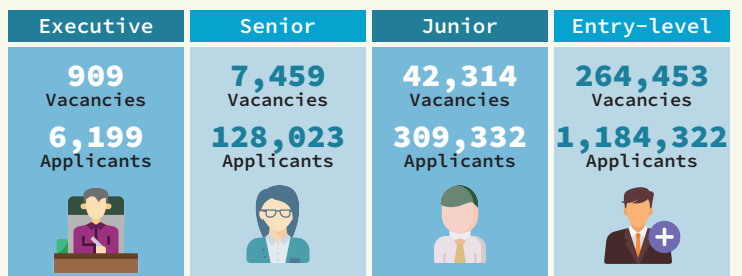 Executive
909
Vacancies
6,199
Applicants
Senior
7,459
Vacancies
128,023
Applicants
Junior
42,314
Vacancies
309,332
Applicants
Entry-level
264,453
Vacancies
1,184,322
Applicants